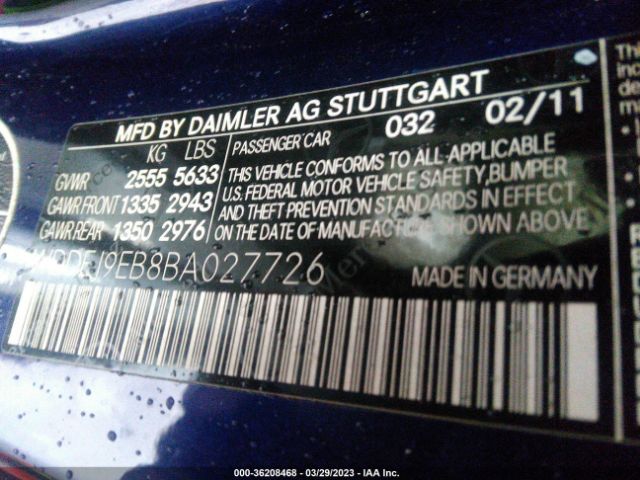 MFD BY DAIMLER AG STUTTGART
KG LBS PASSENGER CAR 032 02/11
GVWR 2555 5633
GAWR FRONT 1335 2943
GAWR REAR 1350 2976
THIS VEHICLE CONFORMS TO ALL APPLICABLE
U.S. FEDERAL MOTOR VEHICLE SAFETY, BUMPER
AND THEFT PREVENTION STANDARDS IN EFFECT
ON THE DATE OF MANUFACTURE SHOWN.
9EB8BA027726
MADE IN GERMANY
000-36208468 - 03/29/2023 - IAA Inc.